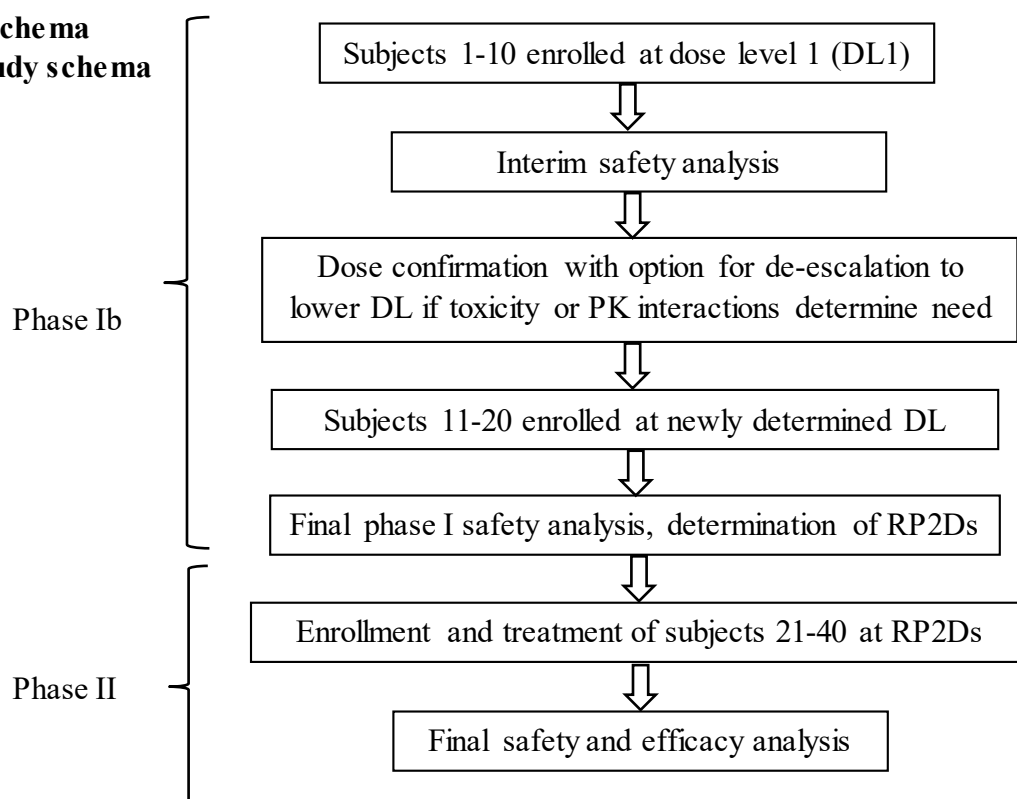 chema
udy schema
Subjects 1-10 enrolled at dose level 1 (DL1)
Interim safety analysis
Dose confirmation with option for de-escalation to
lower DL if toxicity or PK interactions determine need
Phase Ib
Subjects 11-20 enrolled at newly determined DL
Final phase I safety analysis, determination of RP2Ds
Enrollment and treatment of subjects 21-40 at RP2Ds
Phase II
Final safety and efficacy analysis